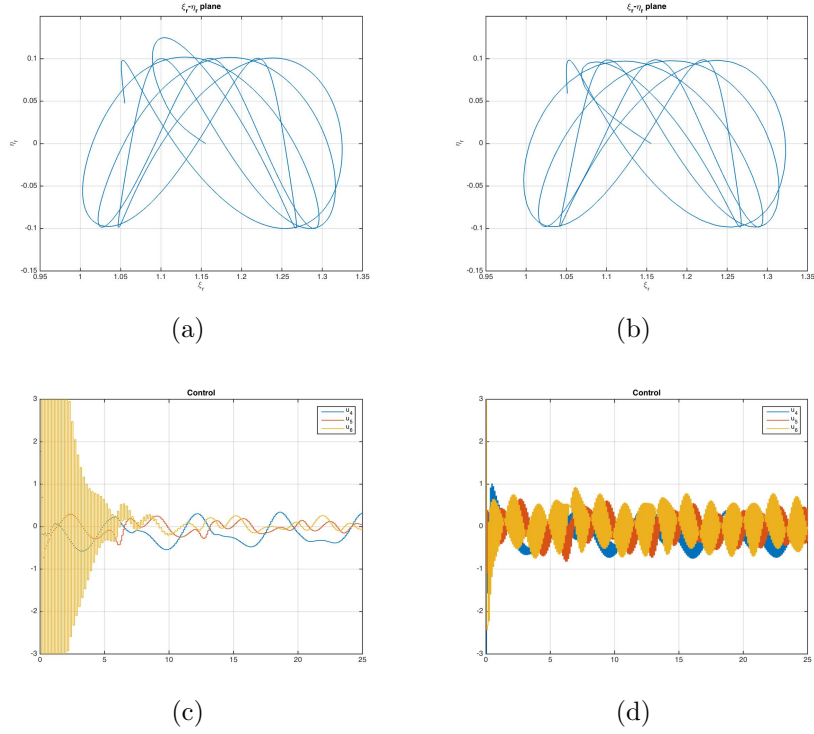 ξr-ηr plane
0.1
0.05
0
-0.05
-0.1
-0.15
ηr
0.95 1 1.05 1.1 1.15 1.2 1.25 1.3 1.35
ξr
(a)
ξr-ηr plane
0.1
0.05
0
-0.05
-0.1
-0.15
ηr
0.95 1 1.05 1.1 1.15 1.2 1.25 1.3 1.35
ξr
(b)
Control
3
2
1
0
-1
-2
-3
0 5 10 15 20 25
u4
u5
u6
(c)
Control
3
2
1
0
-1
-2
-3
0 5 10 15 20 25
u4
u5
u6
(d)